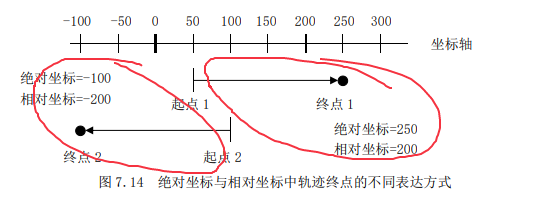 -100 -50 0 50 100 150 200 250 300
坐标轴
绝对坐标=-100
相对坐标=-200
起点 1
终点 1
绝对坐标=250
相对坐标=200
终点 2
起点 2
图 7.14 绝对坐标与相对坐标中轨迹终点的不同表达方式